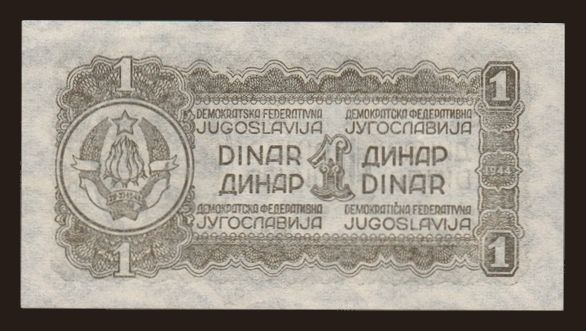 1 1
DEMOKRATSKA FEDERATIVNA ДЕМОКРАТСКА ФЕДЕРАТИВНА
JUGOSLAVIJA ЈУГОСЛАВИЈА
DINAR 1 ДИНАР
1944
ДИНАР DINAR
ДЕМОКРАТСКА ФЕДЕРАТИВНА DEMOKRATIČNA FEDERATIVNA
ЈУГОСЛАВИЈА JUGOSLAVIJA
1 1